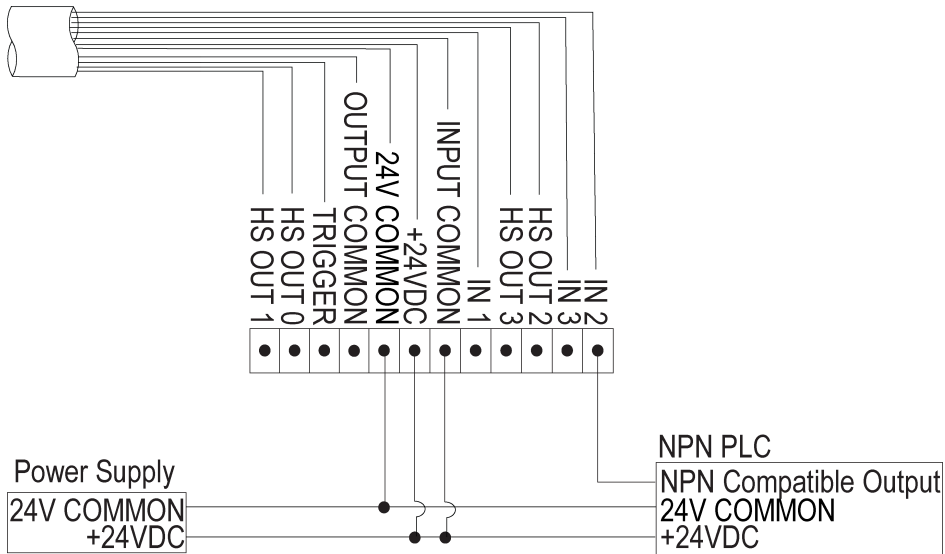 HS OUT 1
HS OUT 0
TRIGGER
OUTPUT COMMON
24V COMMON
+24VDC
INPUT COMMON
IN 1
HS OUT 3
HS OUT 2
IN 3
IN 2
Power Supply
24V COMMON
+24VDC
NPN PLC
NPN Compatible Output
24V COMMON
+24VDC